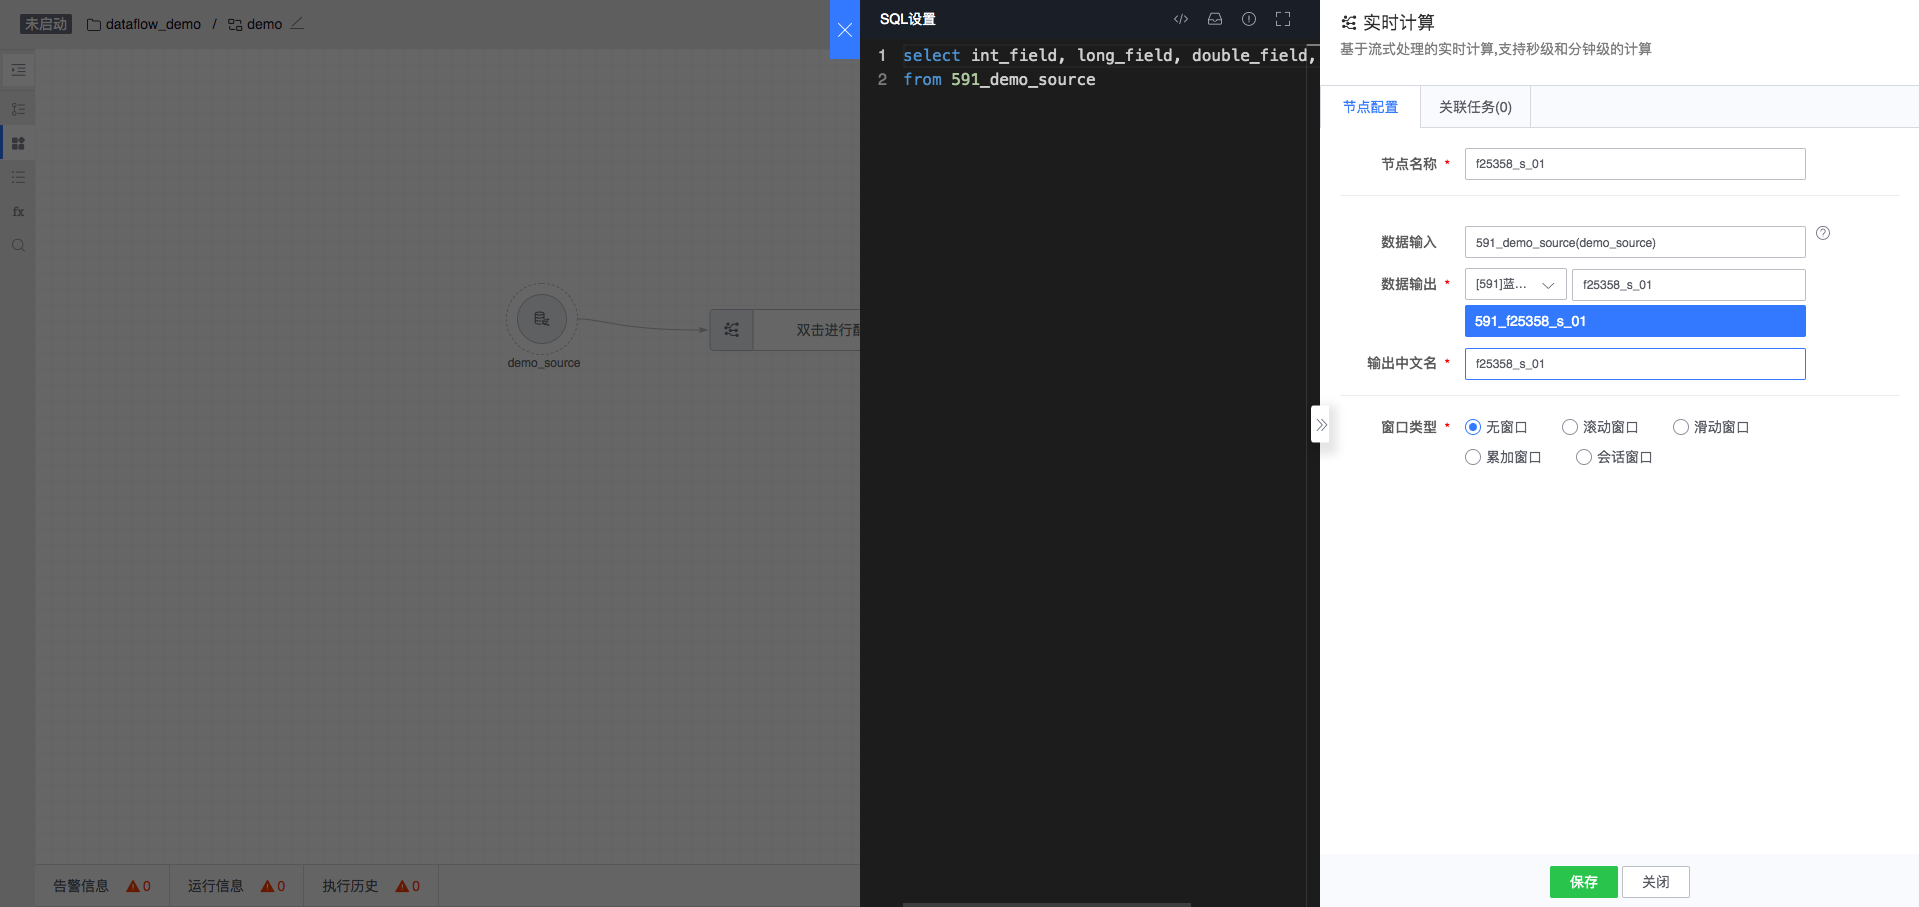 未启动 dataflow_demo / demo
fx
demo_source
双击进行配
告警信息 0 运行信息 0 执行历史 0
SQL设置
1 select int_field, long_field, double_field,
2 from 591_demo_source
实时计算
基于流式处理的实时计算,支持秒级和分钟级的计算
节点配置 关联任务(0)
节点名称 * f25358_s_01
数据输入 591_demo_source(demo_source)
数据输出 * [591]蓝... f25358_s_01
591_f25358_s_01
输出中文名 * f25358_s_01
窗口类型 * 无窗口 滚动窗口 滑动窗口
累加窗口 会话窗口
保存 关闭